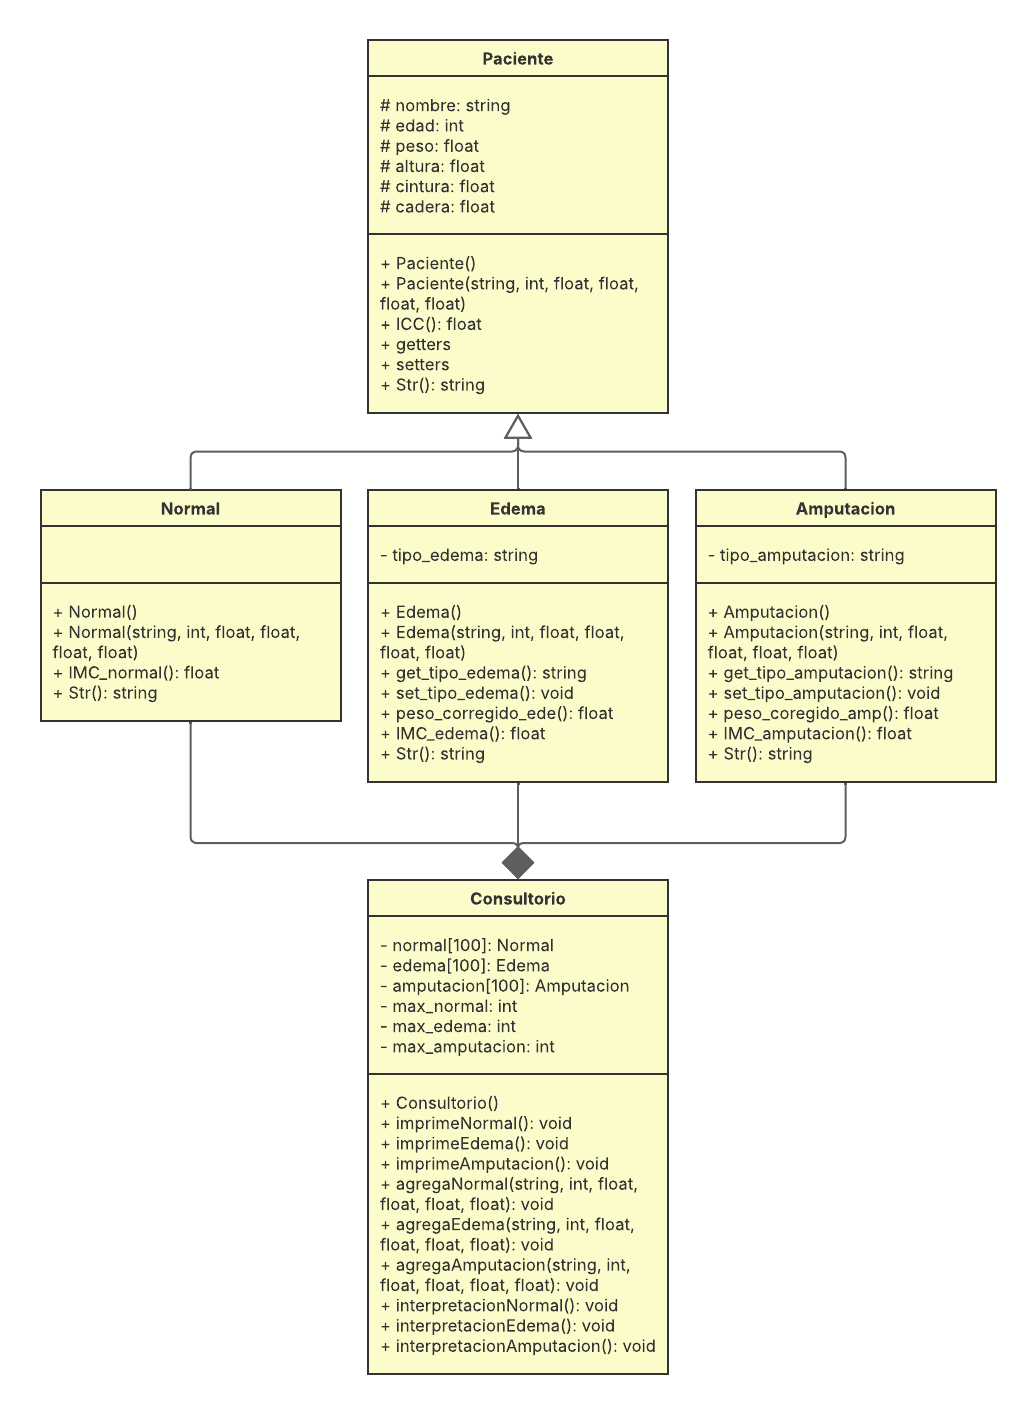 Paciente
# nombre: string
# edad: int
# peso: float
# altura: float
# cintura: float
# cadera: float
+ Paciente()
+ Paciente(string, int, float, float,
float, float)
+ ICC(): float
+ getters
+ setters
+ Str(): string
Normal
+ Normal()
+ Normal(string, int, float, float,
float, float)
+ IMC_normal(): float
+ Str(): string
Edema
- tipo_edema: string
+ Edema()
+ Edema(string, int, float, float,
float, float)
+ get_tipo_edema(): string
+ set_tipo_edema(): void
+ peso_corregido_ede(): float
+ IMC_edema(): float
+ Str(): string
Amputacion
- tipo_amputacion: string
+ Amputacion()
+ Amputacion(string, int, float,
float, float, float)
+ get_tipo_amputacion(): string
+ set_tipo_amputacion(): void
+ peso_coregido_amp(): float
+ IMC_amputacion(): float
+ Str(): string
Consultorio
- normal[100]: Normal
- edema[100]: Edema
- amputacion[100]: Amputacion
- max_normal: int
- max_edema: int
- max_amputacion: int
+ Consultorio()
+ imprimeNormal(): void
+ imprimeEdema(): void
+ imprimeAmputacion(): void
+ agregaNormal(string, int, float,
float, float, float): void
+ agregaEdema(string, int, float,
float, float, float): void
+ agregaAmputacion(string, int,
float, float, float, float): void
+ interpretacionNormal(): void
+ interpretacionEdema(): void
+ interpretacionAmputacion(): void